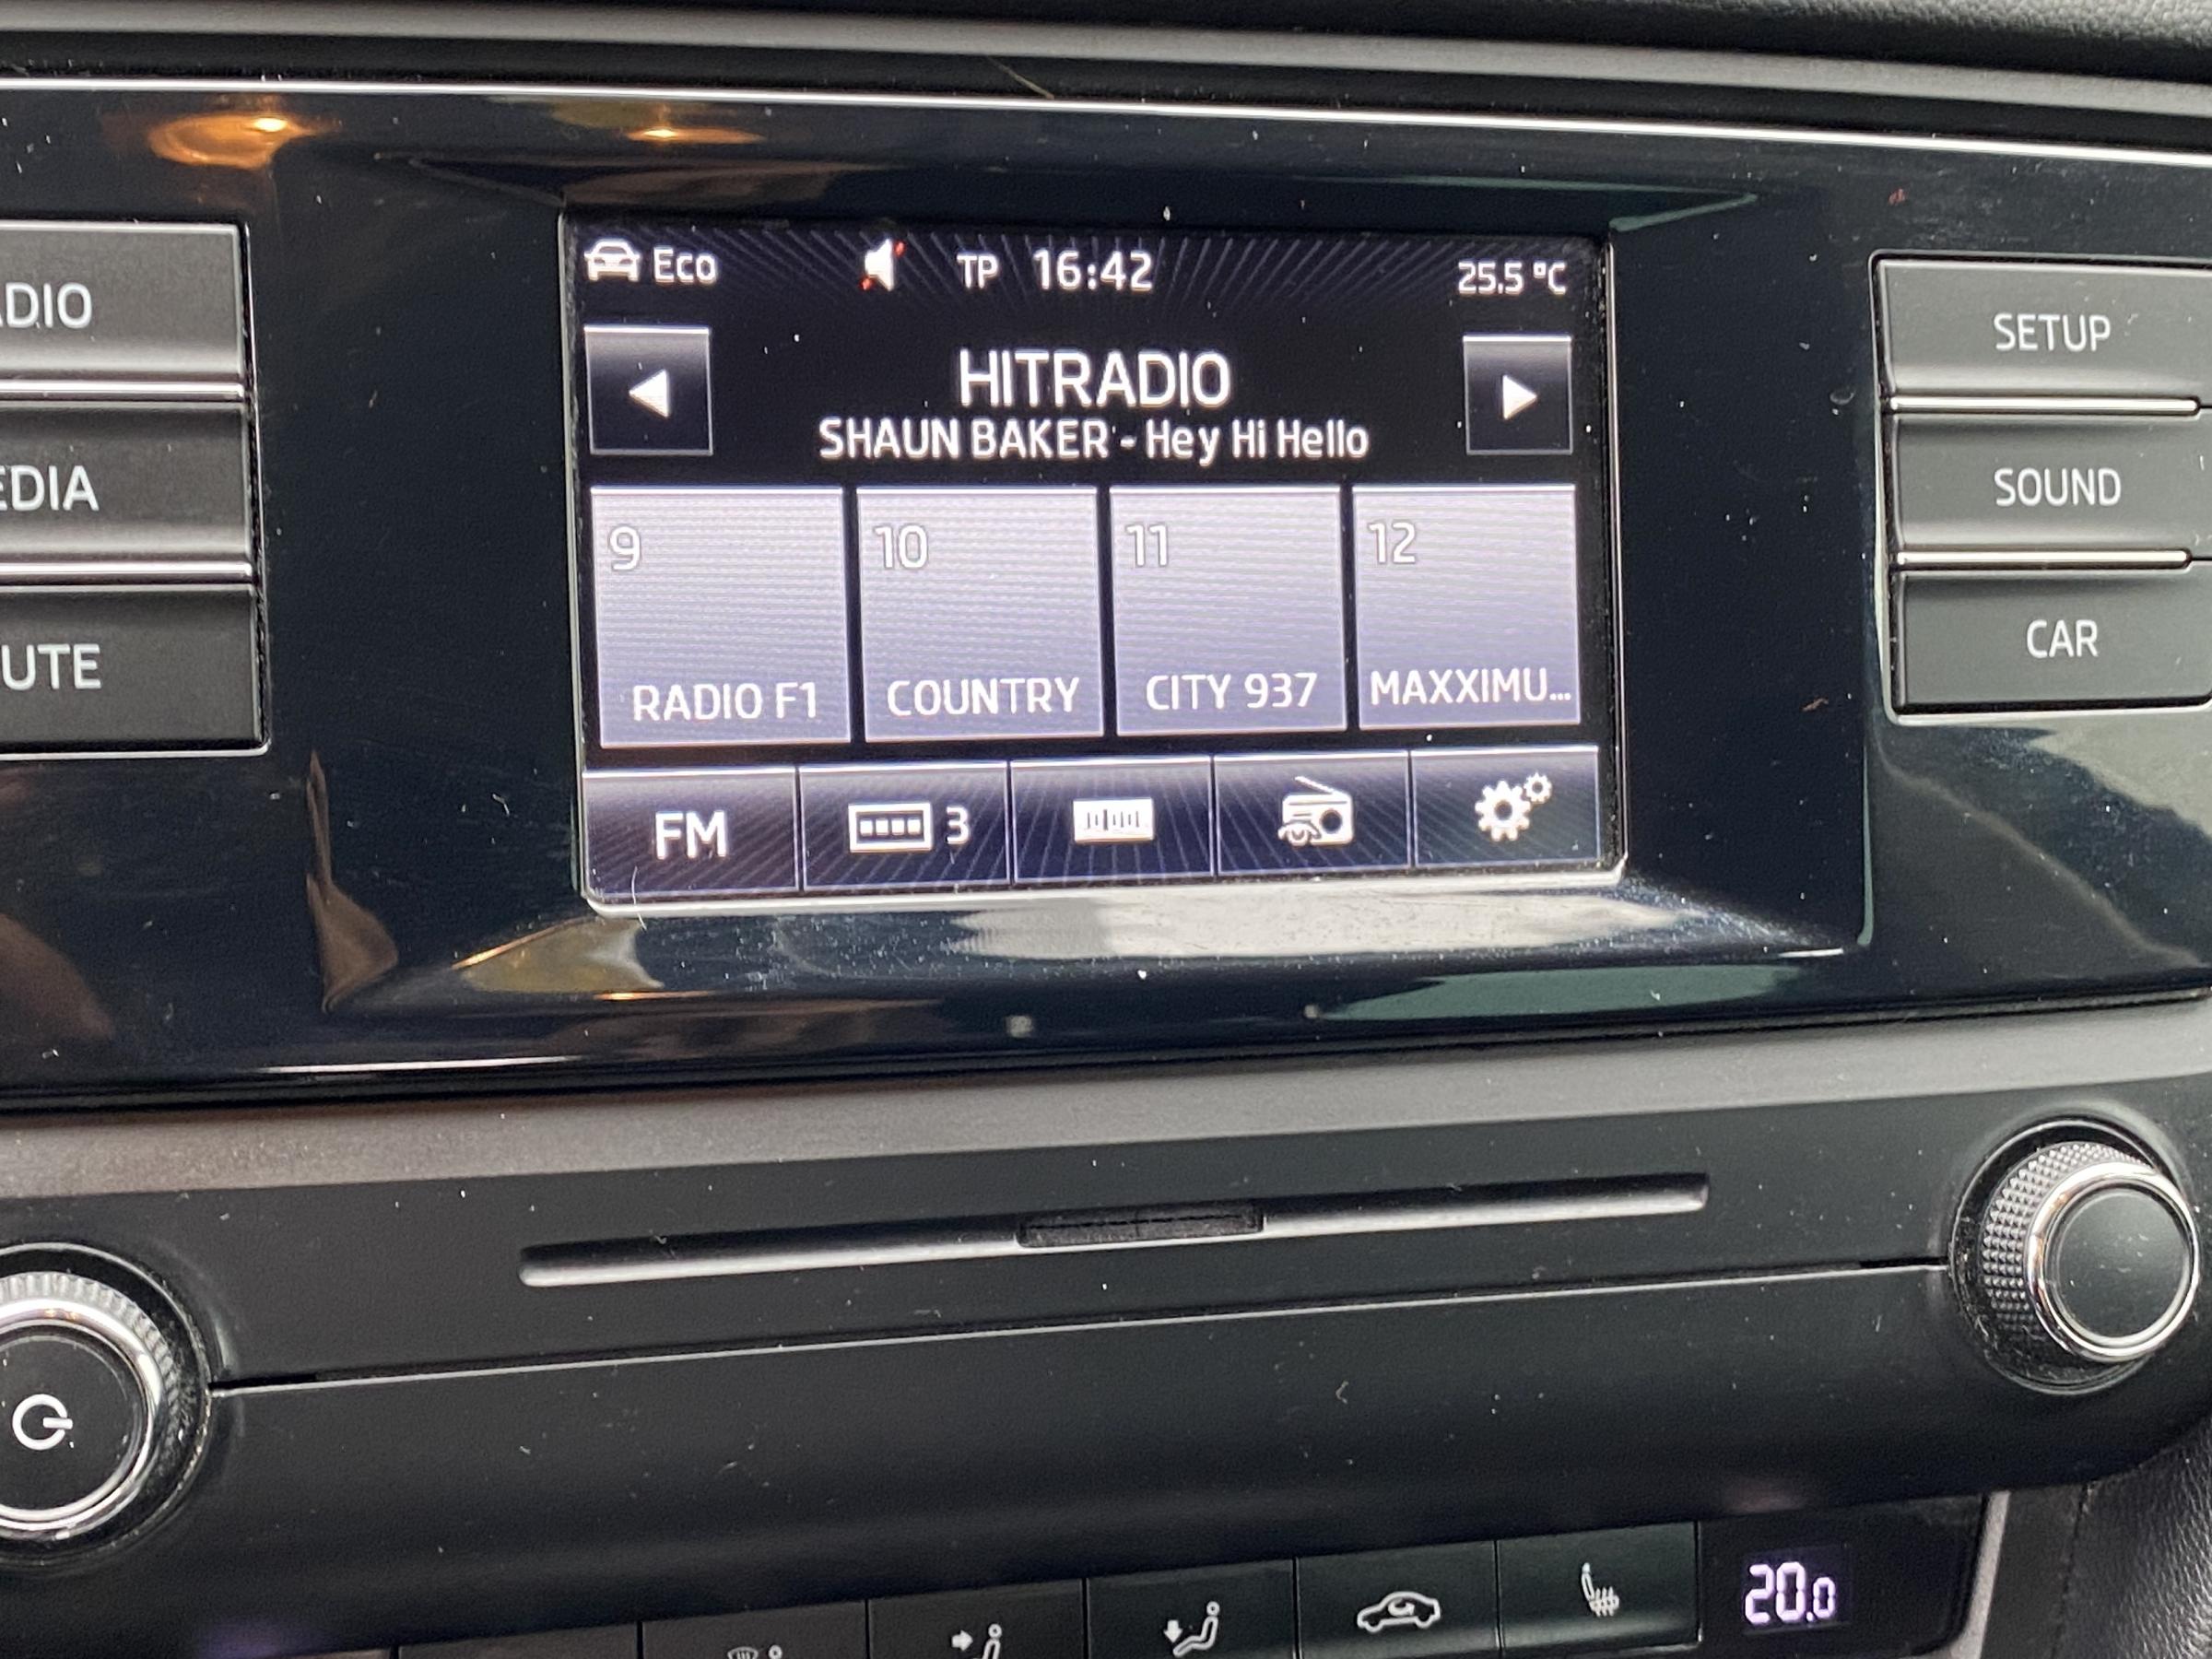 Eco TP 16:42 25.5 °C
HITRADIO
SHAUN BAKER - Hey Hi Hello
9 10 11 12
RADIO F1 COUNTRY CITY 937 MAXXIMU...
FM 3
ADIO
EDIA
UTE
SETUP
SOUND
CAR
20.0